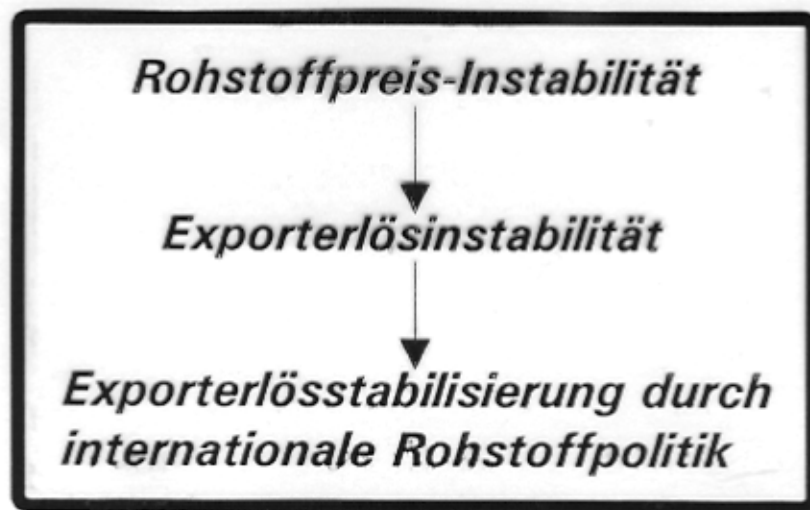 Rohstoffpreis-Instabilität
Exporterlösinstabilität
Exporterlösstabilisierung durch
internationale Rohstoffpolitik